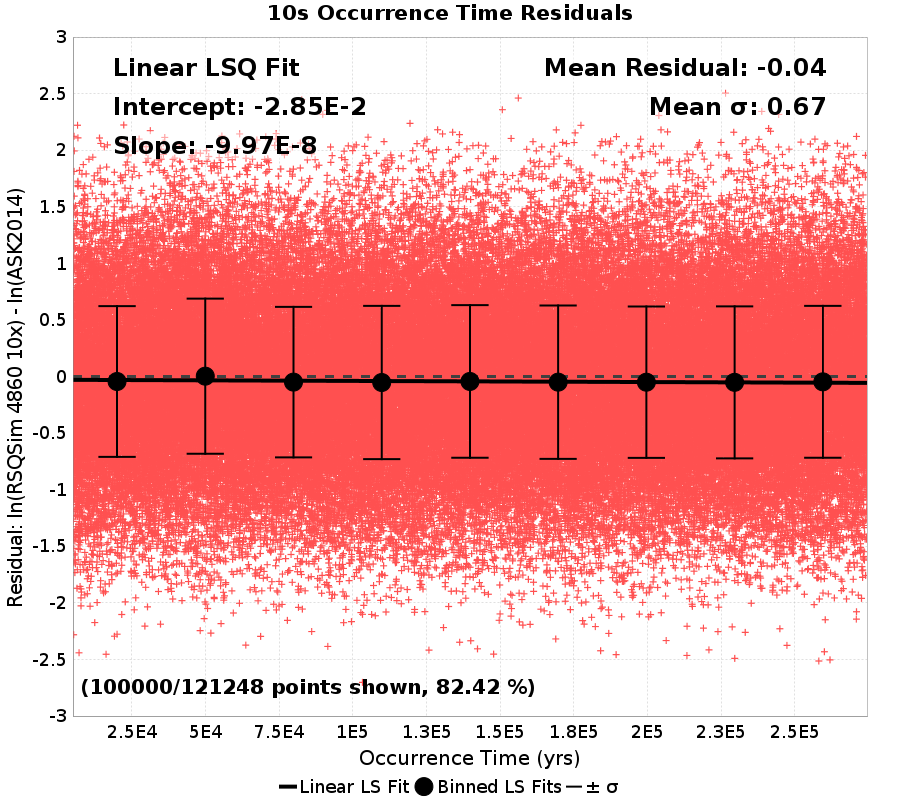 10s Occurrence Time Residuals
Linear LSQ Fit
Intercept: -2.85E-2
Slope: -9.97E-8
Mean Residual: -0.04
Mean σ: 0.67
Residual: ln(RSQSim 4860 10x) - ln(ASK2014)
3
2.5
2
1.5
1
0.5
0
-0.5
-1
-1.5
-2
-2.5
-3
(100000/121248 points shown, 82.42 %)
2.5E4 5E4 7.5E4 1E5 1.3E5 1.5E5 1.8E5 2E5 2.3E5 2.5E5
Occurrence Time (yrs)
Linear LS Fit Binned LS Fits ± σ